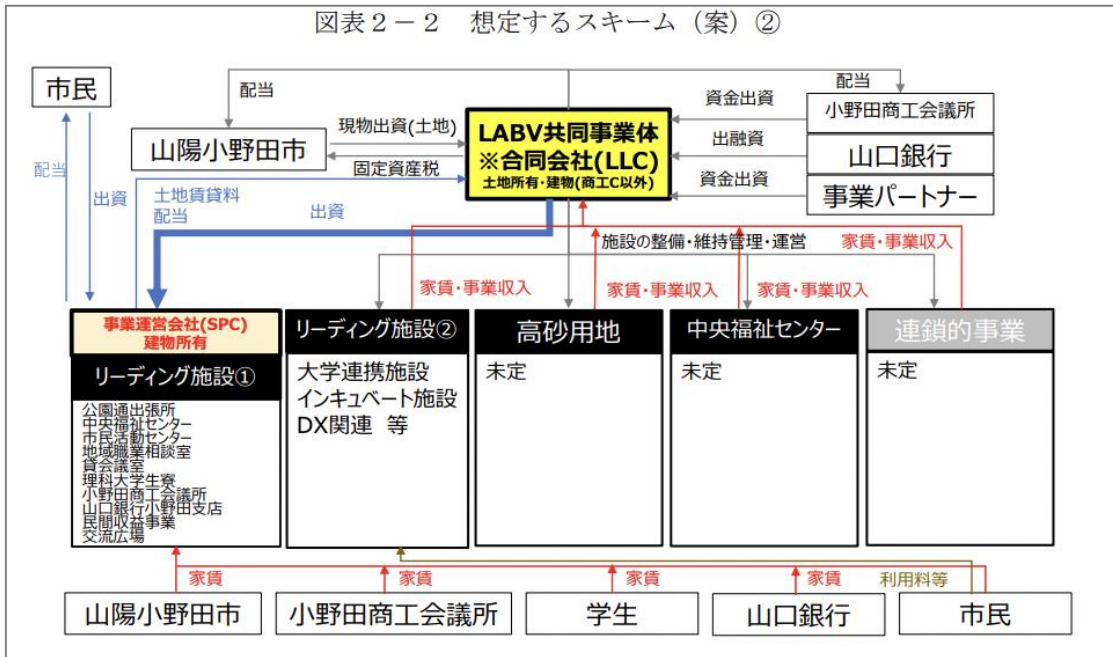 図表２－２　想定するスキーム（案）②
市民
配当
出資
配当
山陽小野田市
現物出資(土地)
固定資産税
LABV共同事業体
※合同会社(LLC)
土地所有･建物(商工C以外)
配当
資金出資
小野田商工会議所
出融資
山口銀行
資金出資
事業パートナー
土地賃貸料
配当
出資
施設の整備･維持管理･運営
家賃･事業収入
家賃･事業収入
家賃･事業収入
事業運営会社(SPC)
建物所有
リーディング施設①
公園通出張所
中央福祉センター
市民活動センター
地域職業相談室
貸会議室
理科大学生寮
小野田商工会議所
山口銀行小野田支店
民間収益事業
交流広場
リーディング施設②
大学連携施設
インキュベート施設
DX関連　等
高砂用地
未定
中央福祉センター
未定
連鎖的事業
未定
家賃
家賃
家賃
家賃
利用料等
山陽小野田市
小野田商工会議所
学生
山口銀行
市民